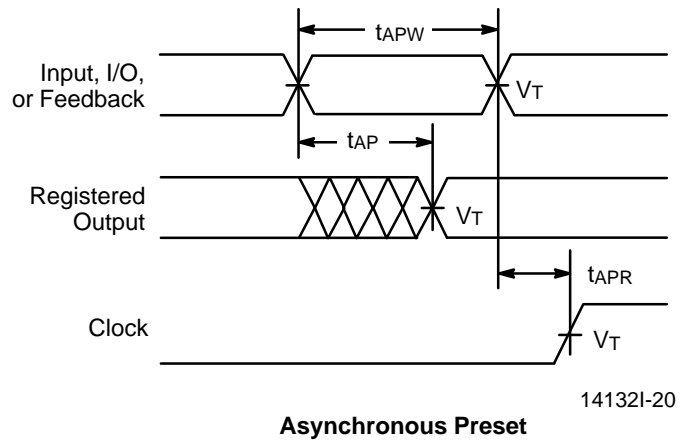 tAPW
Input, I/O,
or Feedback
VT
tAP
Registered
Output
VT
tAPR
Clock
VT
14132I-20
Asynchronous Preset